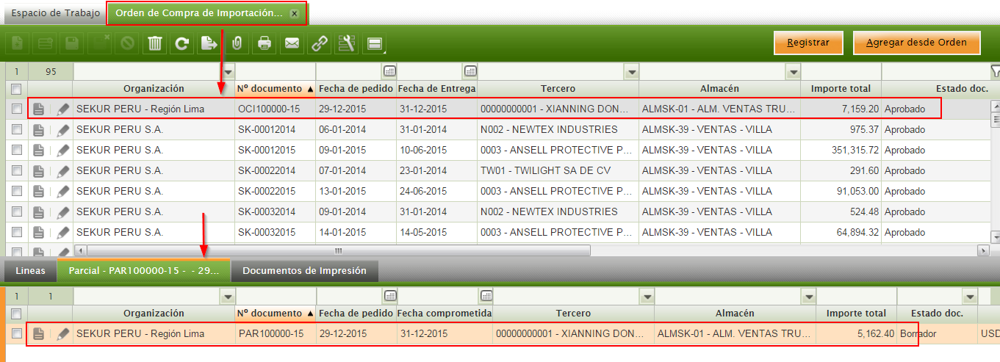 Espacio de Trabajo Orden de Compra de Importación... x
Registrar Agregar desde Orden
1 95
Organización Nº documento Fecha de pedido Fecha de Entrega Tercero Almacén Importe total Estado doc.
SEKUR PERU - Región Lima OCI100000-15 29-12-2015 31-12-2015 00000000001 - XIANNING DON... ALMSK-01 - ALM. VENTAS TRU... 7,159.20 Aprobado
SEKUR PERU S.A. SK-00012014 06-01-2014 31-01-2014 N002 - NEWTEX INDUSTRIES ALMSK-39 - VENTAS - VILLA 975.37 Aprobado
SEKUR PERU S.A. SK-00012015 09-01-2015 10-06-2015 0003 - ANSELL PROTECTIVE P... ALMSK-39 - VENTAS - VILLA 351,315.72 Aprobado
SEKUR PERU S.A. SK-00022014 07-01-2014 23-01-2014 TW01 - TWILIGHT SA DE CV ALMSK-39 - VENTAS - VILLA 291.60 Aprobado
SEKUR PERU S.A. SK-00022015 13-01-2015 24-06-2015 0003 - ANSELL PROTECTIVE P... ALMSK-39 - VENTAS - VILLA 91,053.00 Aprobado
SEKUR PERU S.A. SK-00032014 09-01-2014 31-01-2014 N002 - NEWTEX INDUSTRIES ALMSK-39 - VENTAS - VILLA 524.48 Aprobado
SEKUR PERU S.A. SK-00032015 14-01-2015 14-05-2015 0003 - ANSELL PROTECTIVE P... ALMSK-39 - VENTAS - VILLA 64,894.32 Aprobado
Lineas Parcial - PAR100000-15 - - 29... Documentos de Impresión
1 1
Organización Nº documento Fecha de pedido Fecha comprometida Tercero Almacén Importe total Estado doc.
SEKUR PERU - Región Lima PAR100000-15 29-12-2015 31-12-2015 00000000001 - XIANNING DON... ALMSK-01 - ALM. VENTAS TRU... 5,162.40 Borrador USD